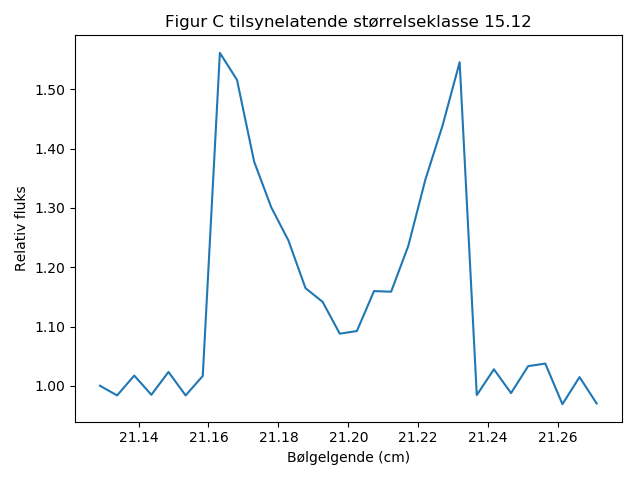 Figur C tilsynelatende størrelseklasse 15.12
1.50
1.40
1.30
1.20
1.10
1.00
Relativ fluks
21.14 21.16 21.18 21.20 21.22 21.24 21.26
Bølgelgende (cm)